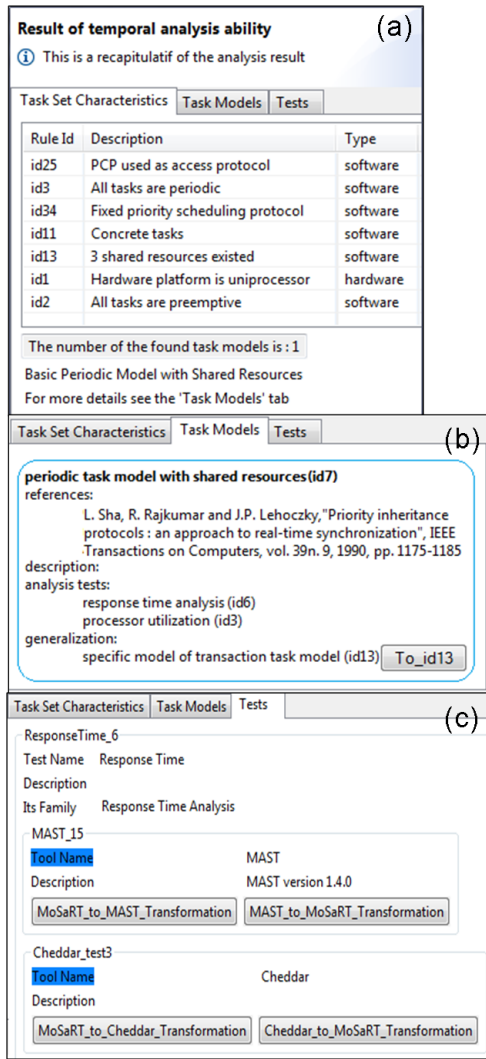 (a)
Result of temporal analysis ability
This is a recapitulatif of the analysis result
Task Set Characteristics Task Models Tests
Rule Id Description Type
id25 PCP used as access protocol software
id3 All tasks are periodic software
id34 Fixed priority scheduling protocol software
id11 Concrete tasks software
id13 3 shared resources existed software
id1 Hardware platform is uniprocessor hardware
id2 All tasks are preemptive software
The number of the found task models is : 1
Basic Periodic Model with Shared Resources
For more details see the 'Task Models' tab
Task Set Characteristics Task Models Tests
(b)
periodic task model with shared resources(id7)
references:
L. Sha, R. Rajkumar and J.P. Lehoczky,"Priority inheritance
protocols : an approach to real-time synchronization", IEEE
Transactions on Computers, vol. 39n. 9, 1990, pp. 1175-1185
description:
analysis tests:
response time analysis (id6)
processor utilization (id3)
generalization:
specific model of transaction task model (id13) To_id13
Task Set Characteristics Task Models Tests
(c)
ResponseTime_6
Test Name Response Time
Description
Its Family Response Time Analysis
MAST_15
Tool Name MAST
Description MAST version 1.4.0
MoSaRT_to_MAST_Transformation MAST_to_MoSaRT_Transformation
Cheddar_test3
Tool Name Cheddar
Description
MoSaRT_to_Cheddar_Transformation Cheddar_to_MoSaRT_Transformation